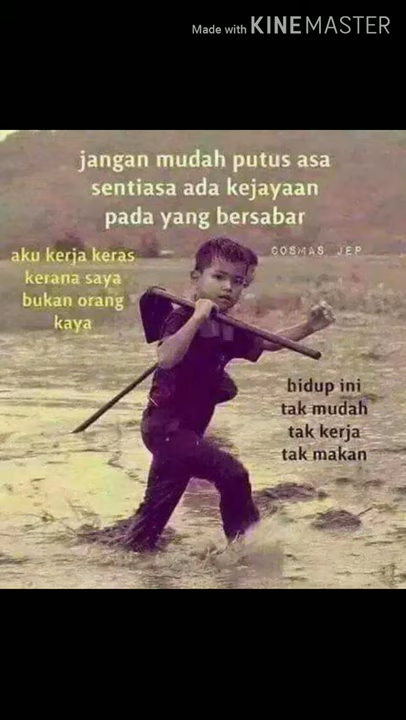 Made with KINEMASTER
jangan mudah putus asa
sentiasa ada kejayaan
pada yang bersabar
COSMAS JEP
aku kerja keras
kerana saya
bukan orang
kaya
hidup ini
tak mudah
tak kerja
tak makan